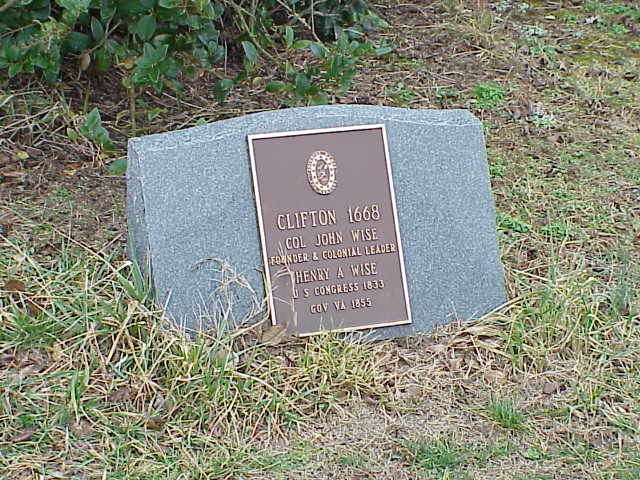 CLIFTON 1668
COL JOHN WISE
FOUNDER & COLONIAL LEADER
HENRY A WISE
U S CONGRESS 1833
GOV VA 1855